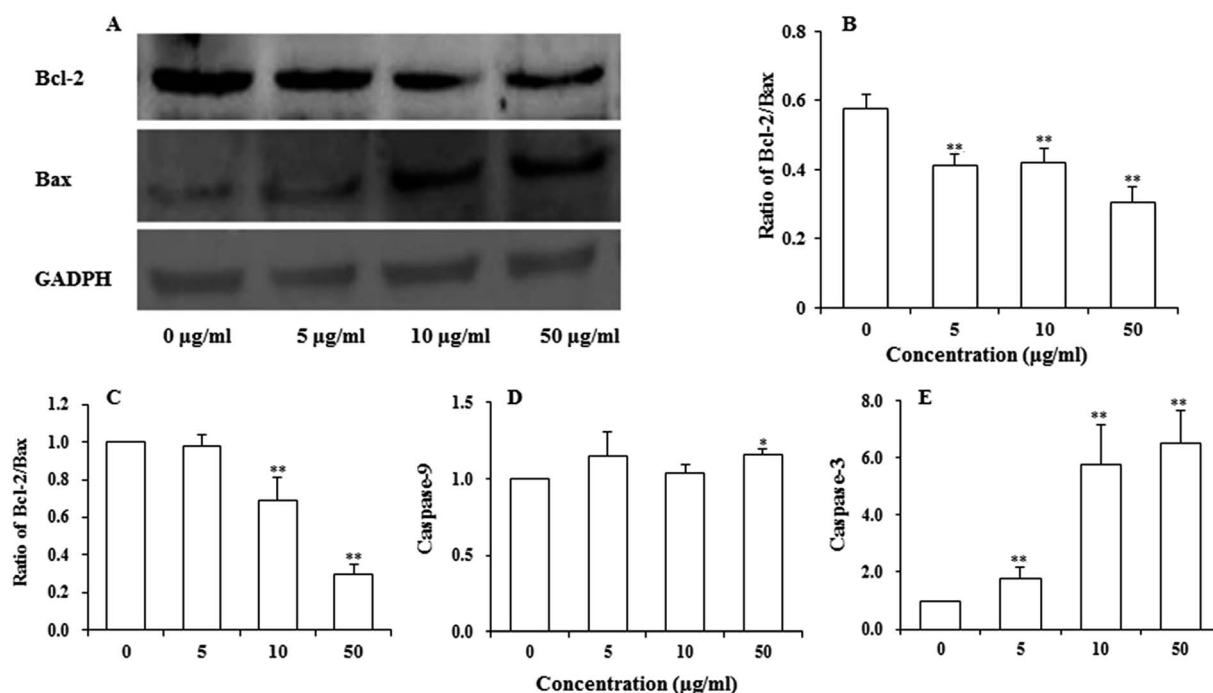 A
Bcl-2
Bax
GADPH
0 µg/ml 5 µg/ml 10 µg/ml 50 µg/ml
B
Ratio of Bcl-2/Bax
0.8
0.6
0.4
0.2
0
**
**
**
0 5 10 50
Concentration (µg/ml)
C
Ratio of Bcl-2/Bax
1.2
1.0
0.8
0.6
0.4
0.2
0.0
**
**
0 5 10 50
D
Caspase-9
1.5
1.0
0.5
0.0
*
0 5 10 50
E
Caspase-3
8.0
6.0
4.0
2.0
0.0
**
**
**
0 5 10 50
Concentration (µg/ml)